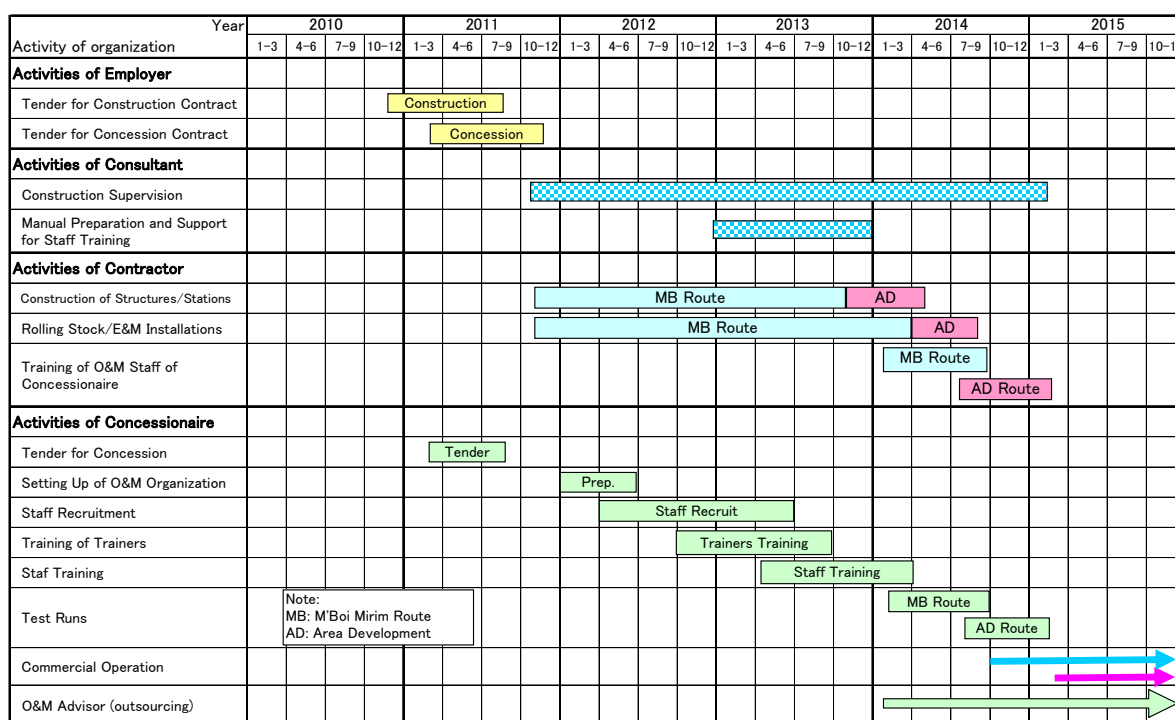 Year 2010 2011 2012 2013 2014 2015
Activity of organization 1-3 4-6 7-9 10-12 1-3 4-6 7-9 10-12 1-3 4-6 7-9 10-12 1-3 4-6 7-9 10-12 1-3 4-6 7-9 10-12 1-3 4-6 7-9 10-1
Activities of Employer
Tender for Construction Contract Construction
Tender for Concession Contract Concession
Activities of Consultant
Construction Supervision
Manual Preparation and Support
for Staff Training
Activities of Contractor
Construction of Structures/Stations MB Route AD
Rolling Stock/E&M Installations MB Route AD
Training of O&M Staff of
Concessionaire
MB Route
AD Route
Activities of Concessionaire
Tender for Concession Tender
Setting Up of O&M Organization Prep.
Staff Recruitment Staff Recruit
Training of Trainers Trainers Training
Staf Training Staff Training
Test Runs
Note:
MB: M'Boi Mirim Route
AD: Area Development
MB Route
AD Route
Commercial Operation
O&M Advisor (outsourcing)